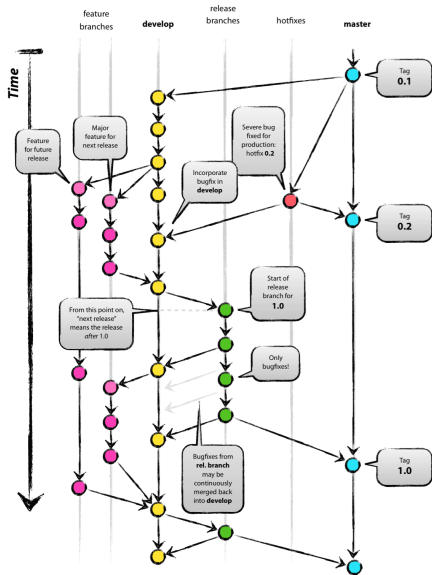 feature
branches
develop
release
branches
hotfixes
master
Time
Tag
0.1
Feature
for future
release
Major
feature for
next release
Severe bug
fixed for
production:
hotfix 0.2
Incorporate
bugfix in
develop
Tag
0.2
Start of
release
branch for
1.0
From this point on,
"next release"
means the release
after 1.0
Only
bugfixes!
Bugfixes from
rel. branch
may be
continuously
merged back
into develop
Tag
1.0